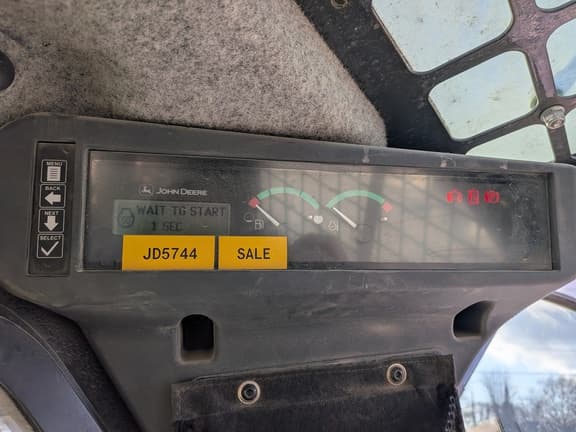 MENU
BACK
NEXT
SELECT
JOHN DEERE
WAIT TO START
1 SEC
JD5744
SALE